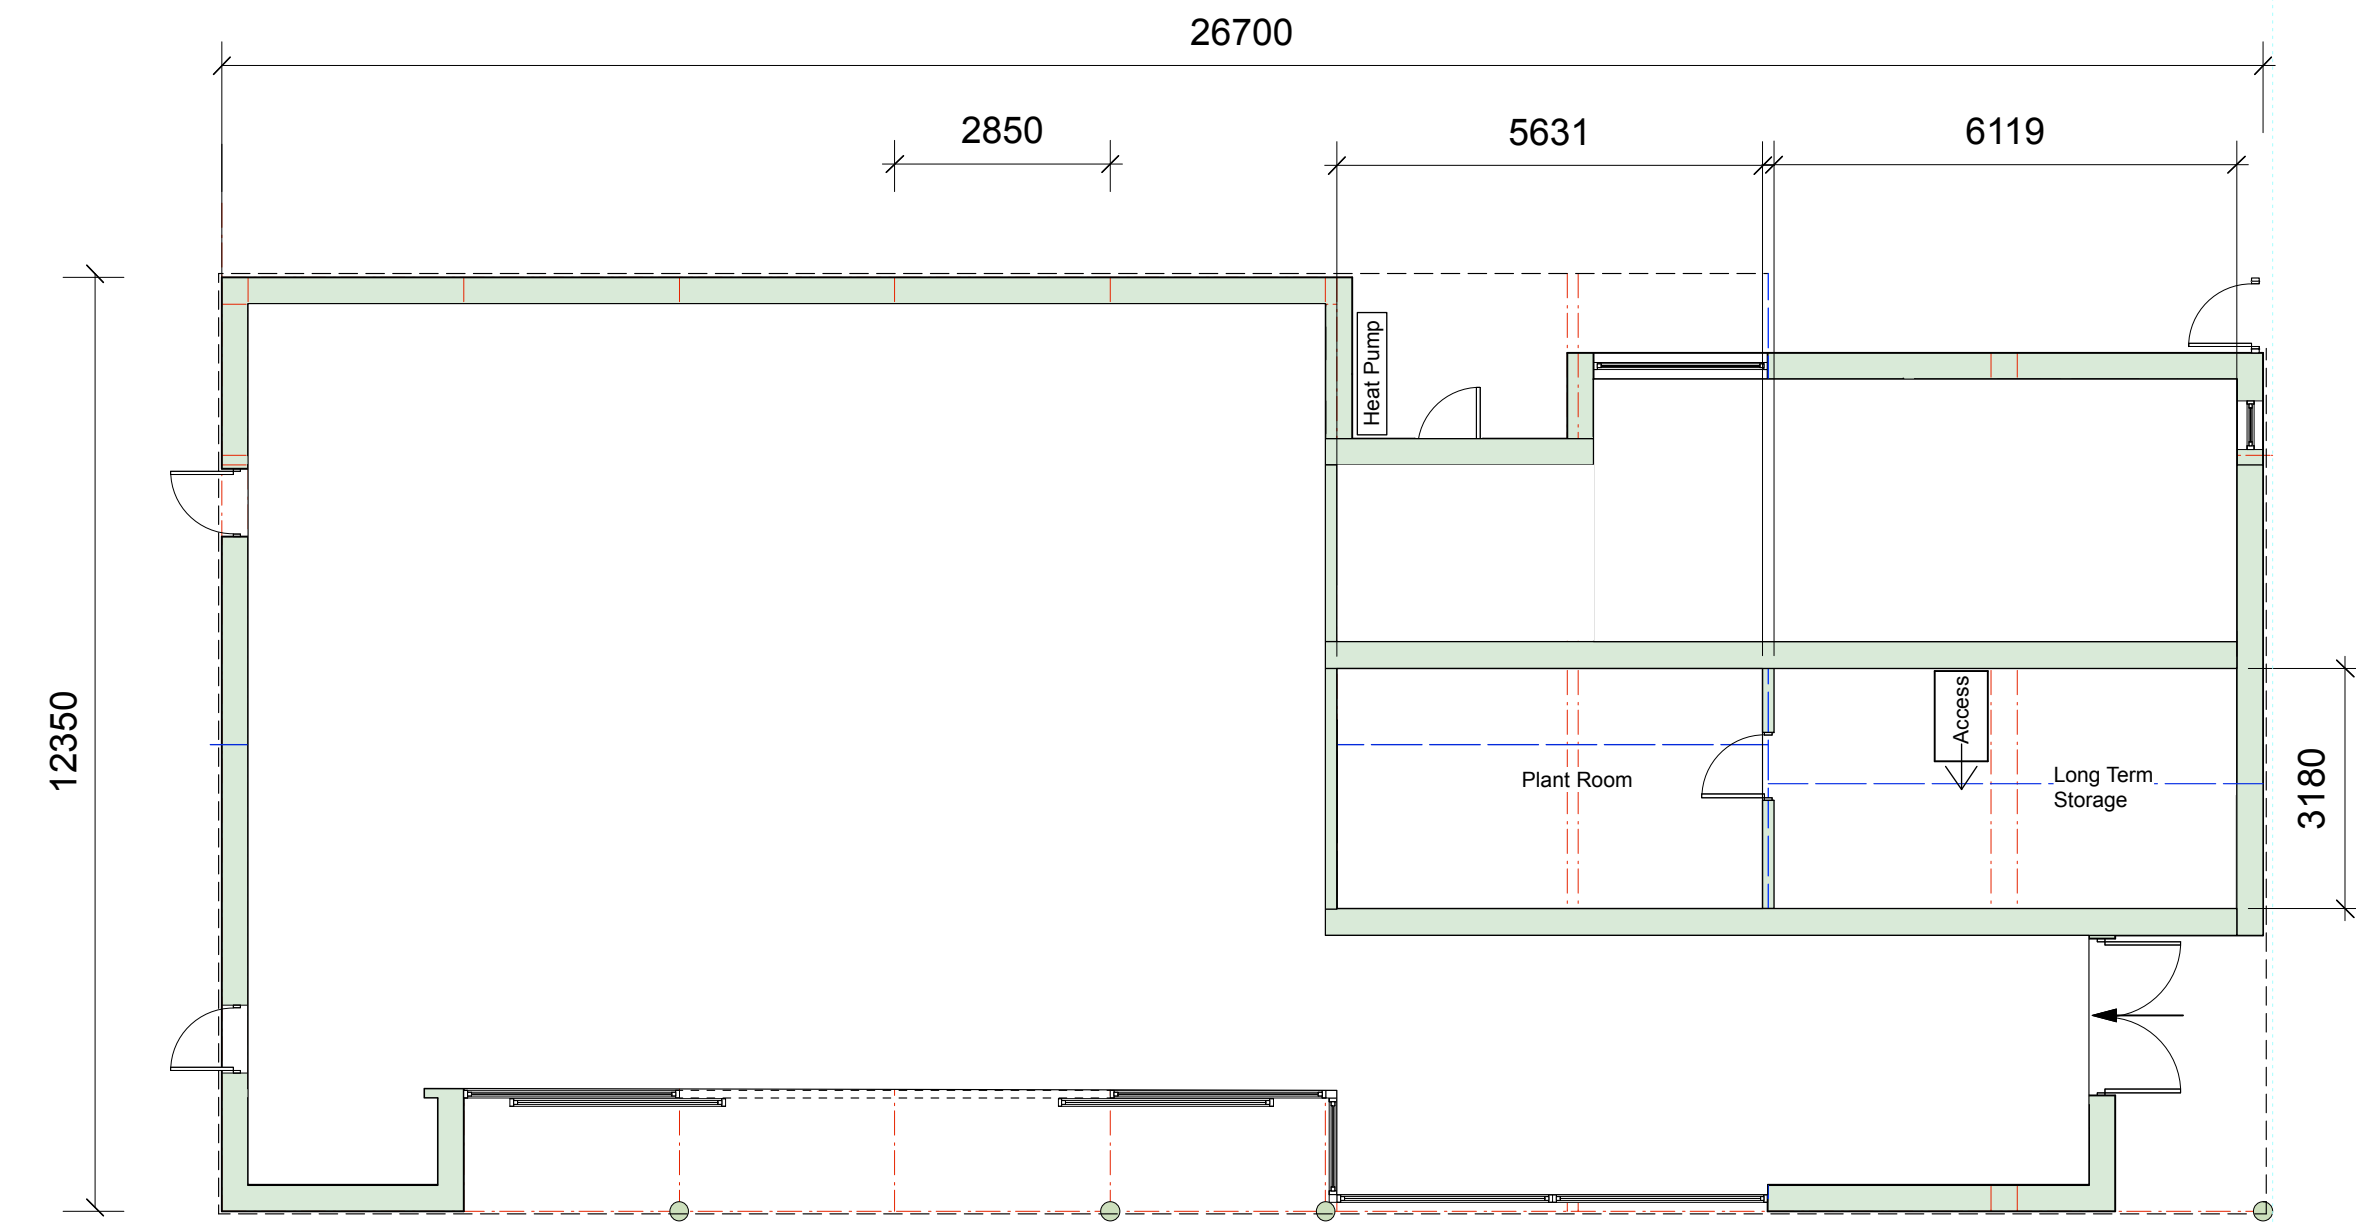 26700
2850
5631
6119
Heat Pump
12350
Access
Plant Room
Long Term
Storage
3180